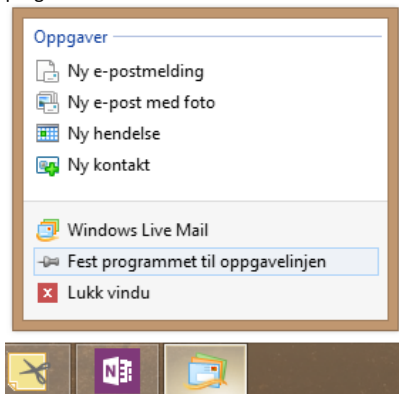 Oppgaver
Ny e-postmelding
Ny e-post med foto
Ny hendelse
Ny kontakt
Windows Live Mail
Fest programmet til oppgavelinjen
Lukk vindu
N